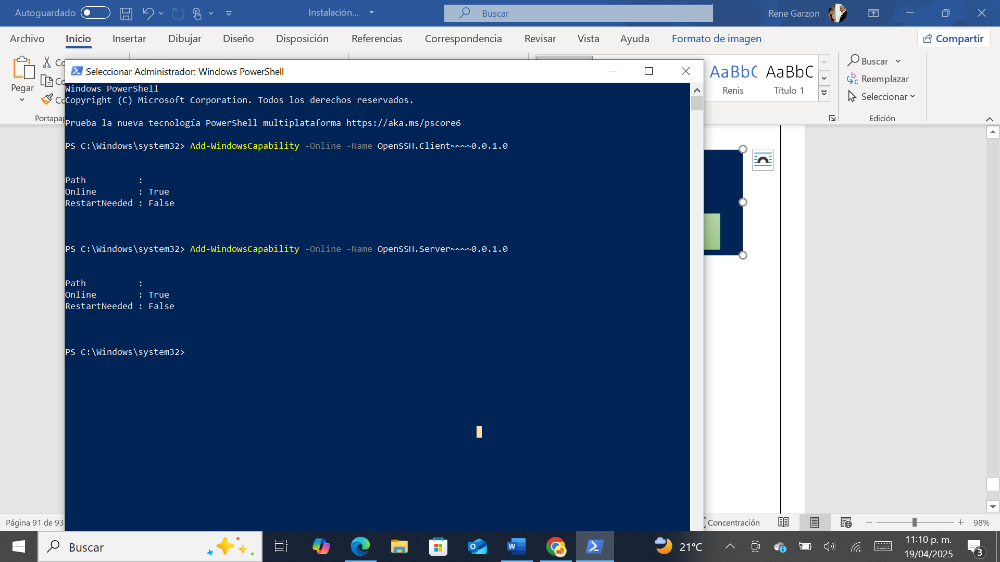 Autoguardado
Instalación...
Buscar
Rene Garzon
Archivo Inicio Insertar Dibujar Diseño Disposición Referencias Correspondencia Revisar Vista Ayuda Formato de imagen
Compartir
Pegar
Co
Co
Co
Portapap
AaBbC AaBbC
Renis Título 1
Buscar
Reemplazar
Seleccionar
Edición
Seleccionar Administrador: Windows PowerShell
Windows PowerShell
Copyright (C) Microsoft Corporation. Todos los derechos reservados.
Prueba la nueva tecnología PowerShell multiplataforma https://aka.ms/pscore6
PS C:\Windows\system32> Add-WindowsCapability -Online -Name OpenSSH.Client~~~~0.0.1.0
Path :
Online : True
RestartNeeded : False
PS C:\Windows\system32> Add-WindowsCapability -Online -Name OpenSSH.Server~~~~0.0.1.0
Path :
Online : True
RestartNeeded : False
PS C:\Windows\system32>
Página 91 de 93
Concentración
98%
Buscar
21°C
11:10 p. m.
19/04/2025
3